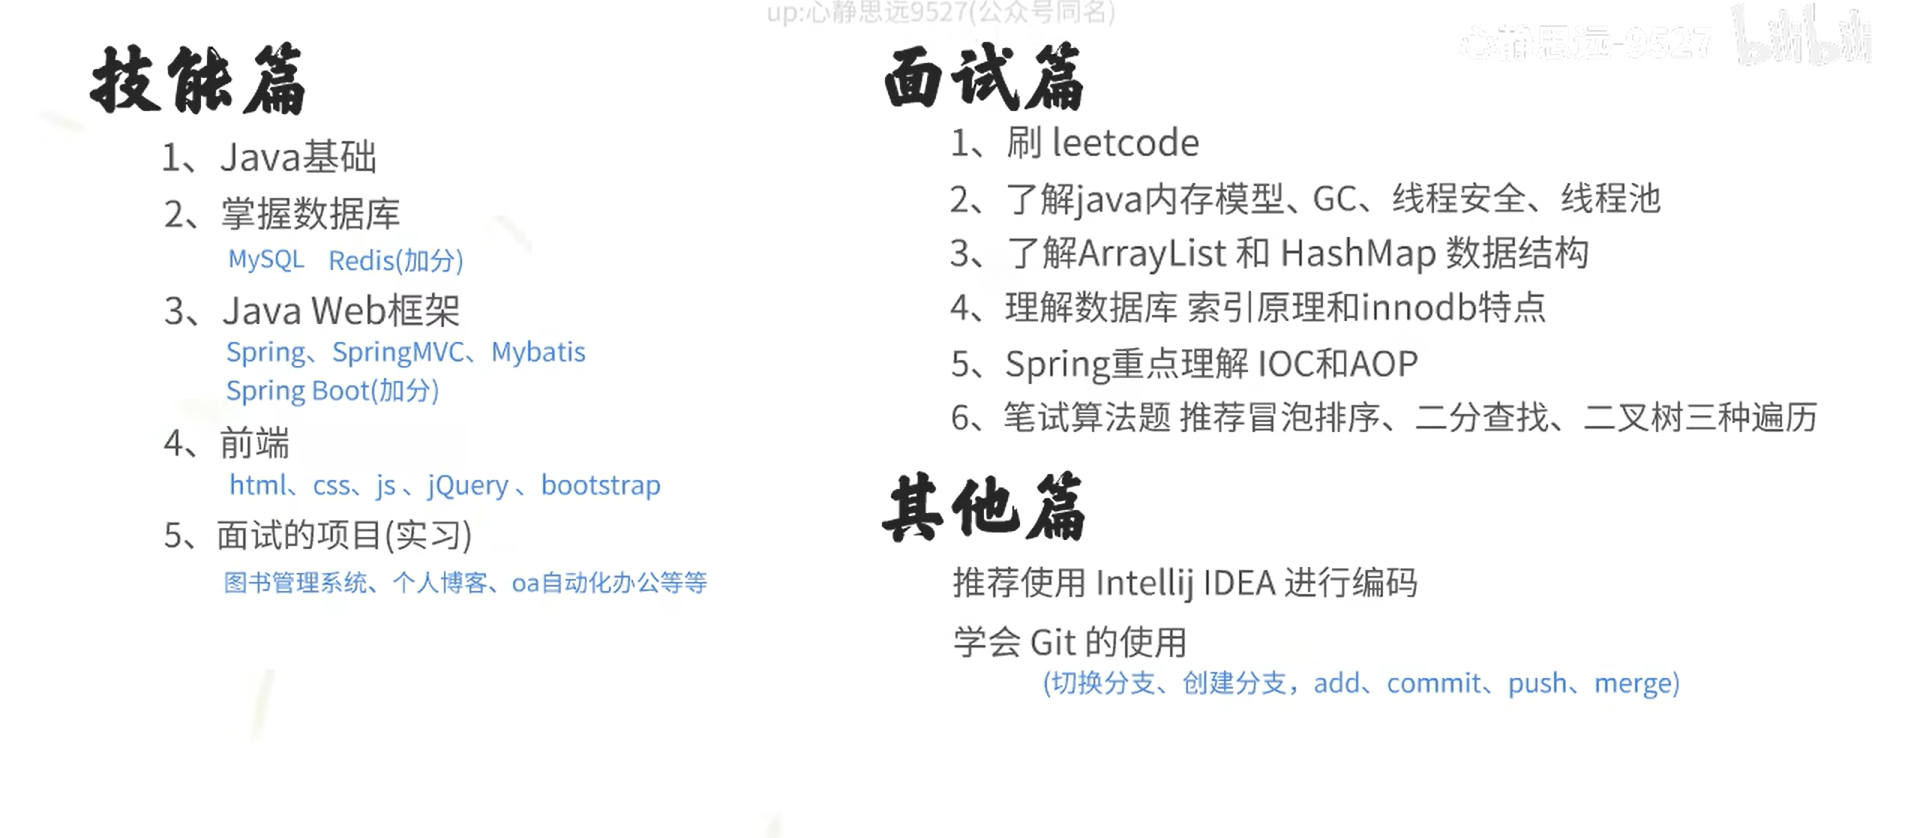 up:心静思远9527(公众号同名)
心静思远-9527 bilibili
技能篇
1、Java基础
2、掌握数据库
MySQL Redis(加分)
3、Java Web框架
Spring、SpringMVC、Mybatis
Spring Boot(加分)
4、前端
html、css、js 、jQuery 、bootstrap
5、面试的项目(实习)
图书管理系统、个人博客、oa自动化办公等等
面试篇
1、刷 leetcode
2、了解java内存模型、GC、线程安全、线程池
3、了解ArrayList 和 HashMap 数据结构
4、理解数据库 索引原理和innodb特点
5、Spring重点理解 IOC和AOP
6、笔试算法题 推荐冒泡排序、二分查找、二叉树三种遍历
其他篇
推荐使用 Intellij IDEA 进行编码
学会 Git 的使用
(切换分支、创建分支，add、commit、push、merge)